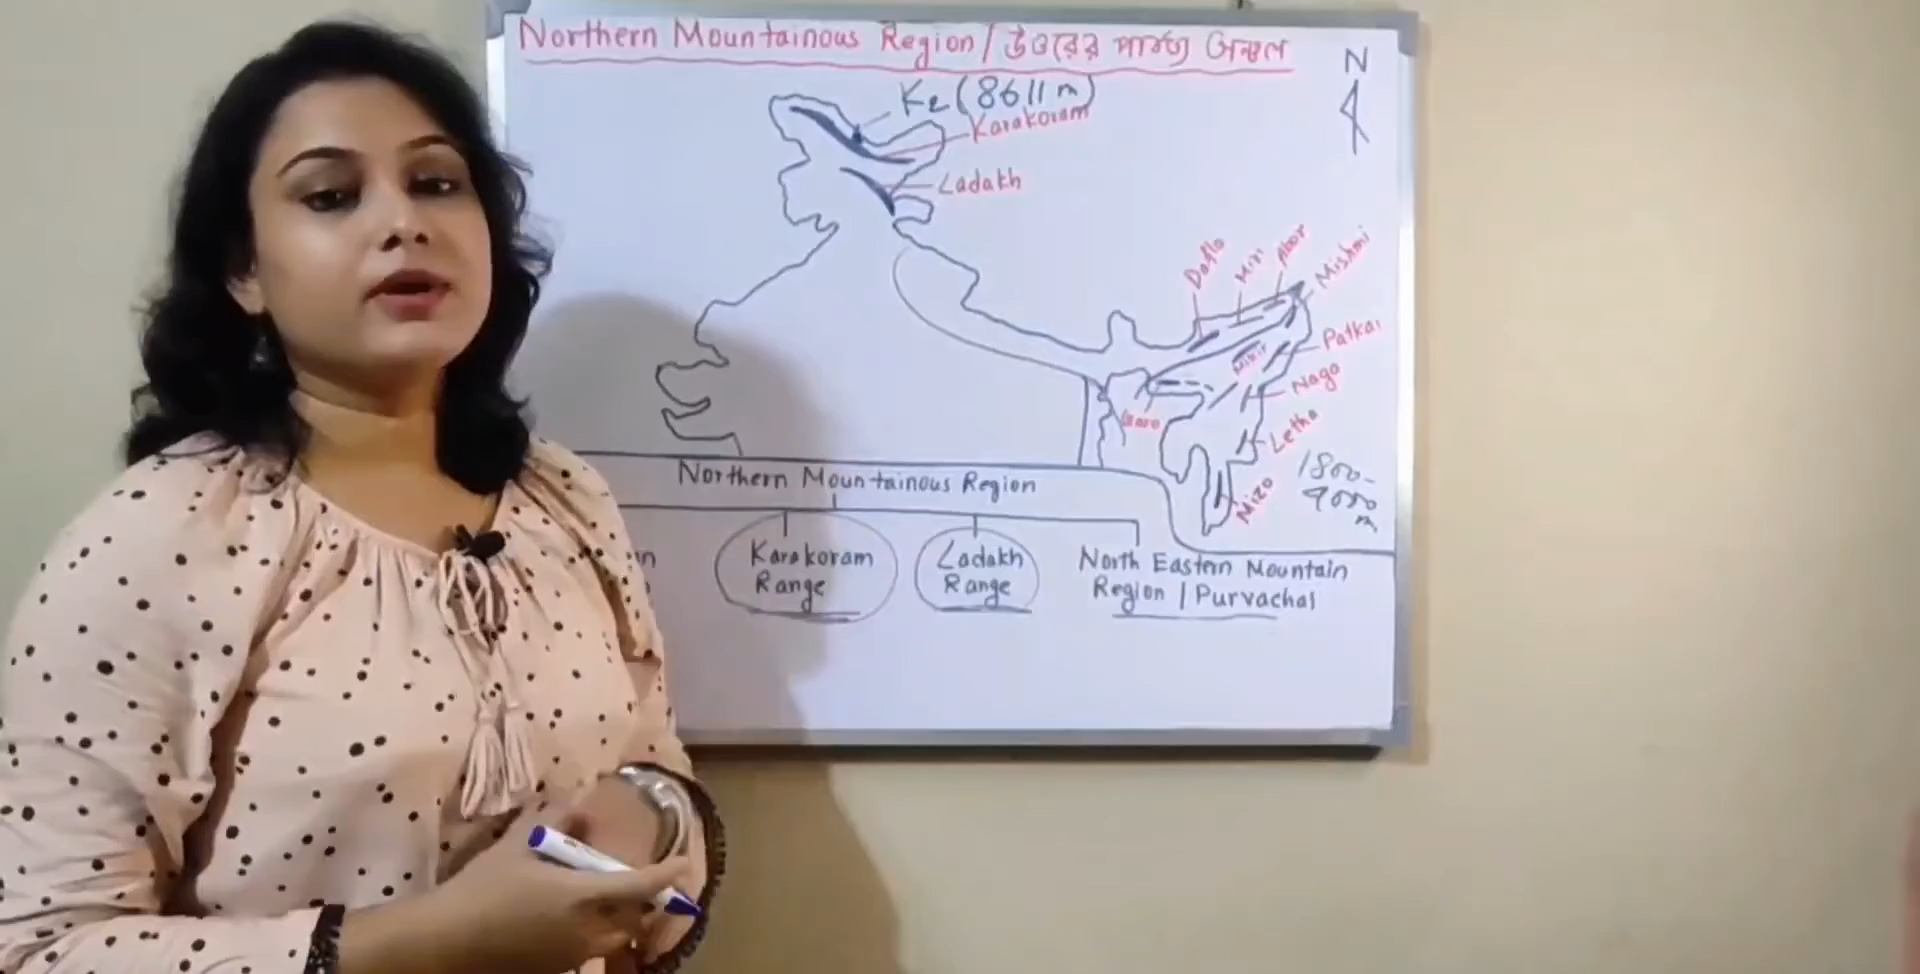 Northern Mountainous Region / উত্তরের পার্বত্য অঞ্চল
N
K2 (8611 m)
Karakoram
Ladakh
Dafla
Miri
Abor
Mishmi
Patkai
Mikir
Naga
Garo
Letha
Mizo
1800-
4000
m
Northern Mountainous Region
Karakoram
Range
Ladakh
Range
North Eastern Mountain
Region / Purvachal